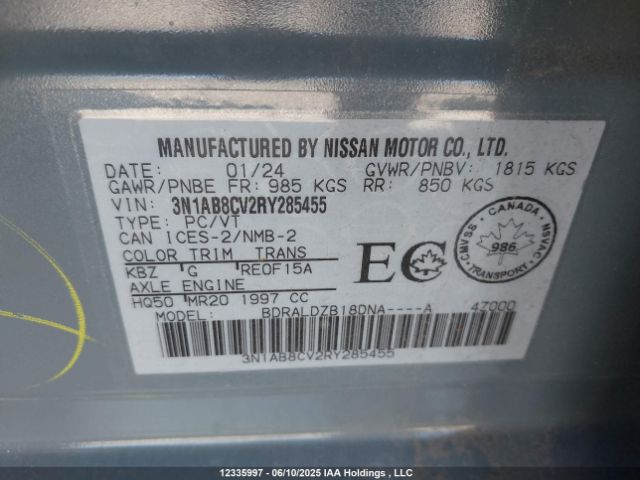 MANUFACTURED BY NISSAN MOTOR CO., LTD.
DATE: 01/24 GVWR/PNBV: 1815 KGS
GAWR/PNBE FR: 985 KGS RR: 850 KGS
VIN: 3N1AB8CV2RY285455
TYPE: PC/VT
CAN ICES-2/NMB-2
COLOR TRIM TRANS
KBZ G RE0F15A
AXLE ENGINE
HQ50 MR20 1997 CC
MODEL: BDRALDZB18DNA----A 47000
3N1AB8CV2RY285455
EC
CANADA
CMVSS
NSVAC
986
TRANSPORT
12335997 - 06/10/2025 IAA Holdings , LLC